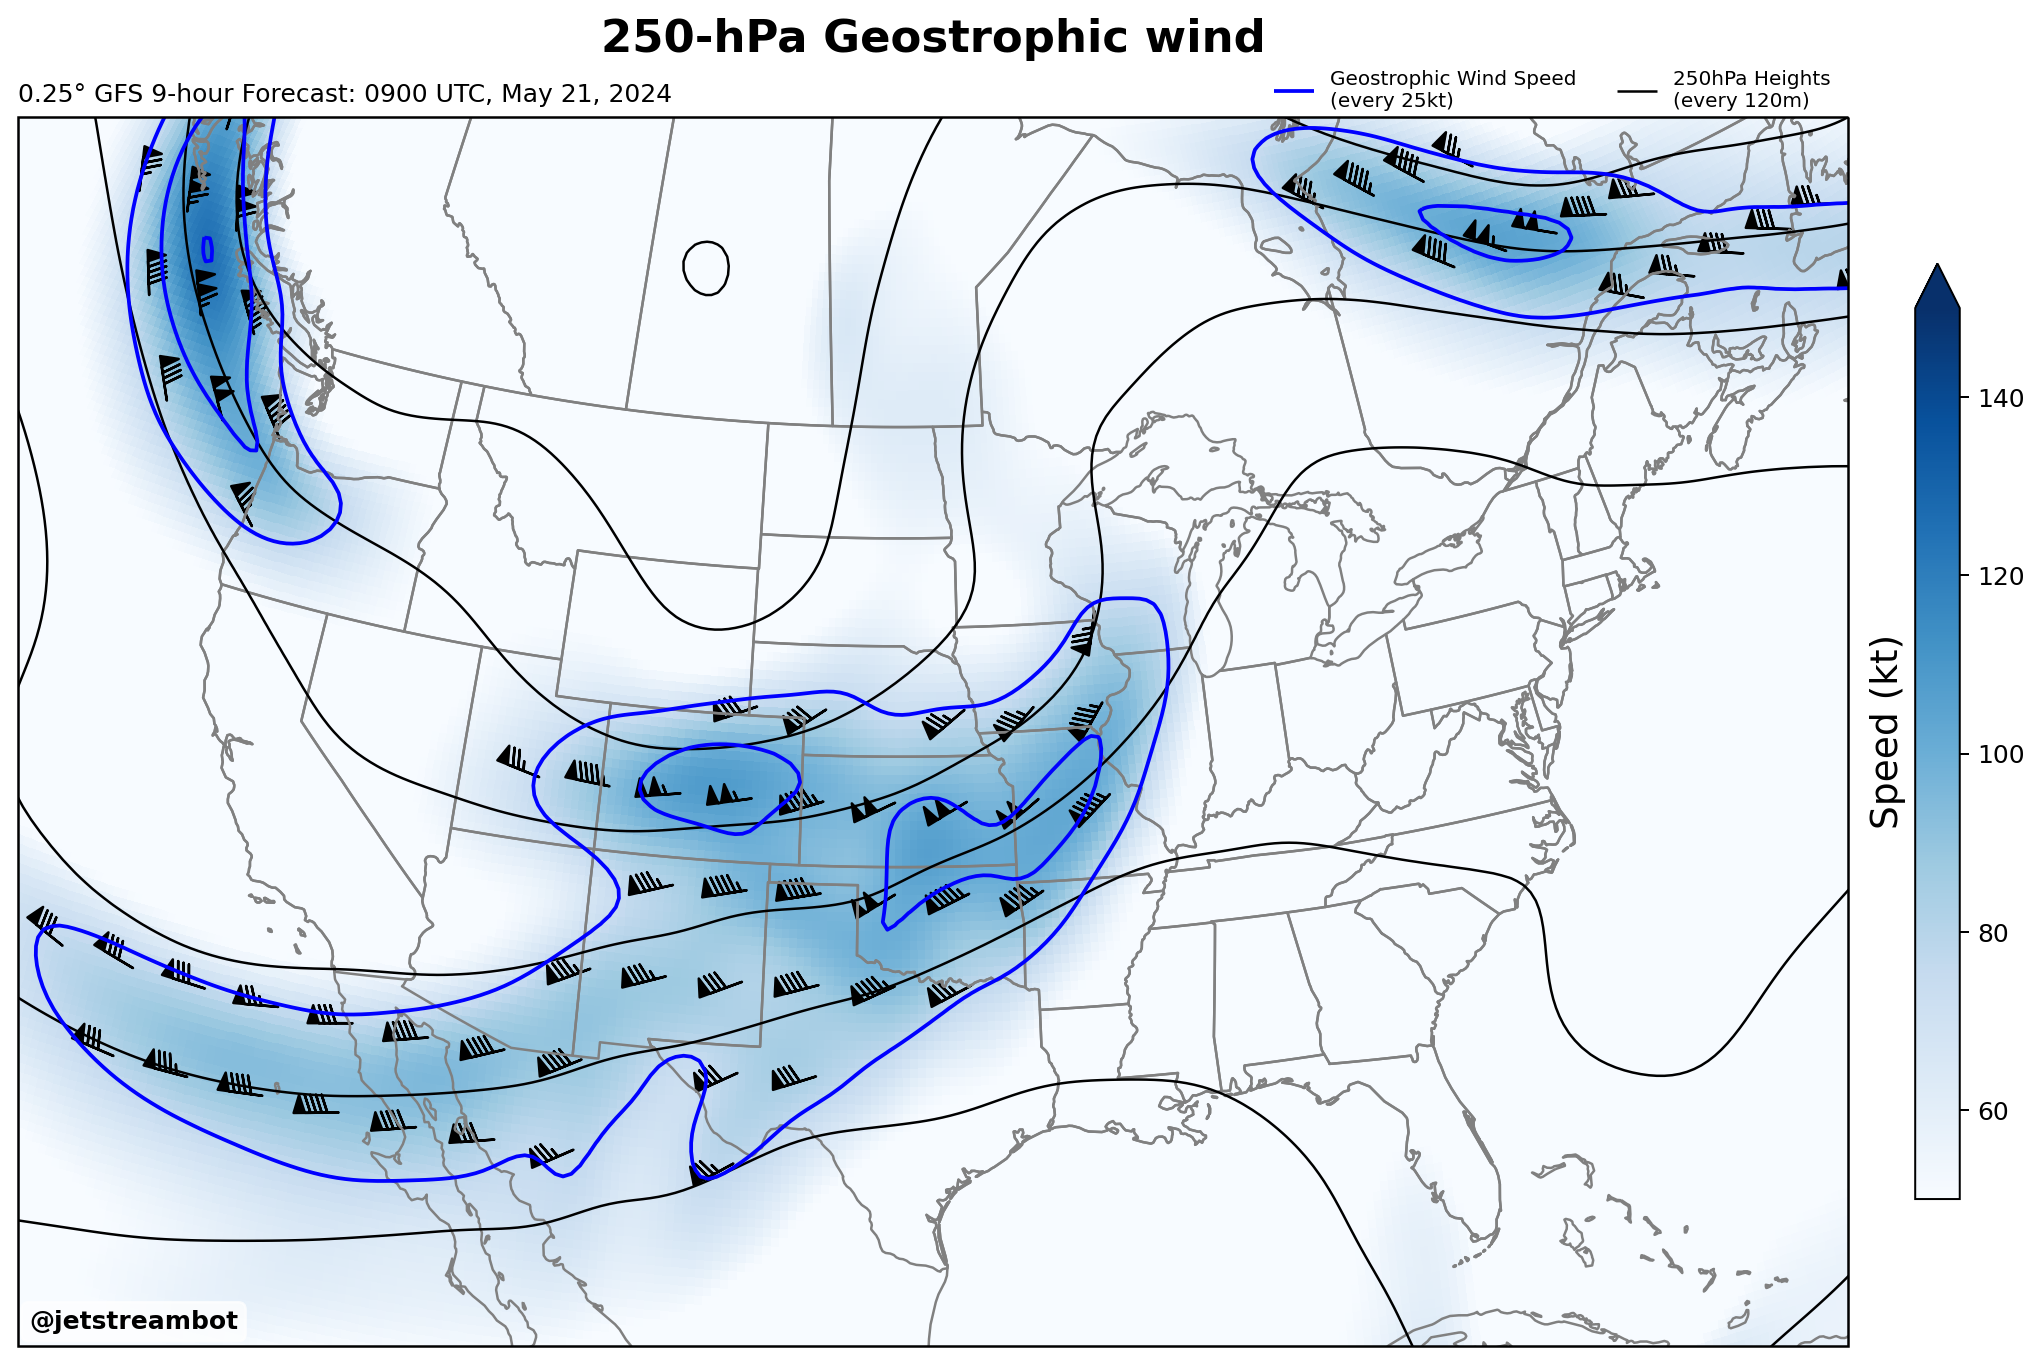 250-hPa Geostrophic wind
0.25° GFS 9-hour Forecast: 0900 UTC, May 21, 2024
Geostrophic Wind Speed
(every 25kt)
250hPa Heights
(every 120m)
140
120
100
80
60
Speed (kt)
@jetstreambot